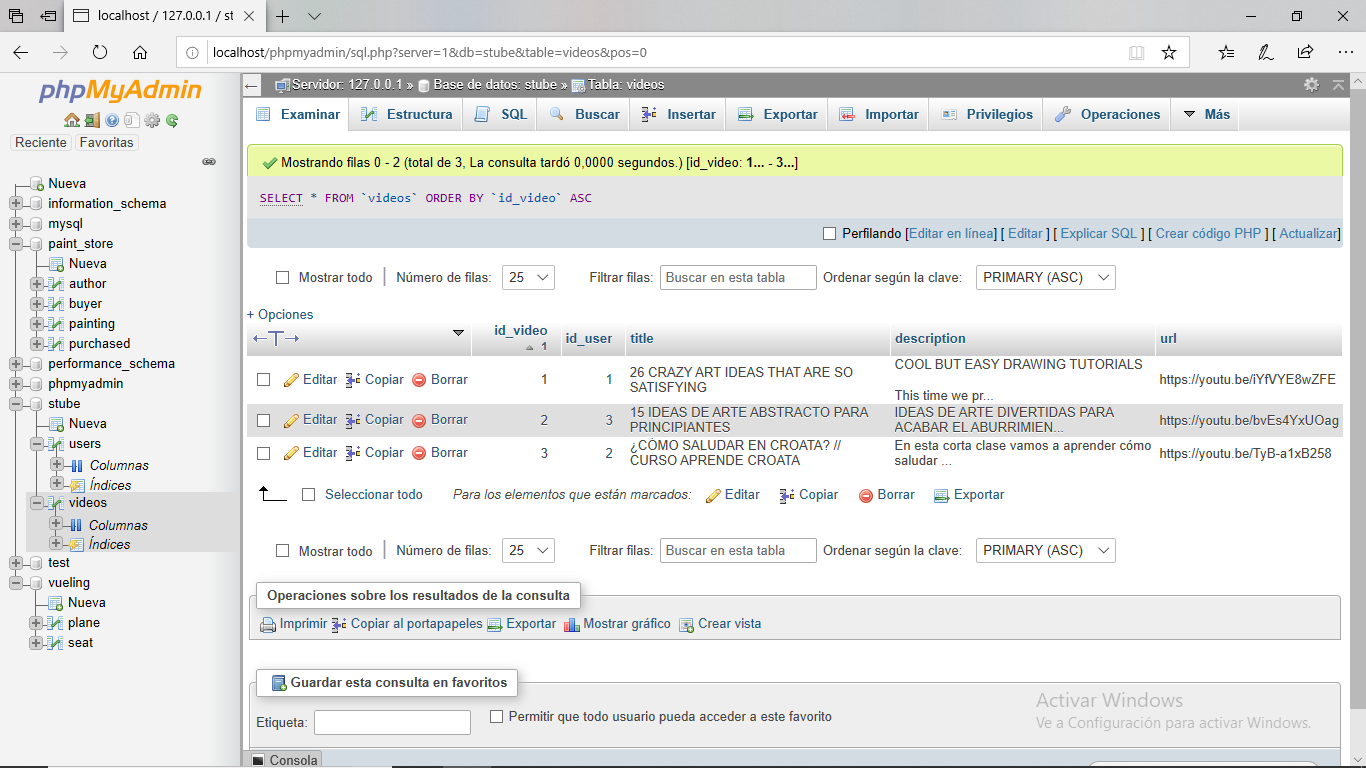 localhost / 127.0.0.1 / st
localhost/phpmyadmin/sql.php?server=1&db=stube&table=videos&pos=0
phpMyAdmin
Reciente Favoritas
Nueva
information_schema
mysql
paint_store
Nueva
author
buyer
painting
purchased
performance_schema
phpmyadmin
stube
Nueva
users
Columnas
Índices
videos
Columnas
Índices
test
vueling
Nueva
plane
seat
Servidor: 127.0.0.1 » Base de datos: stube » Tabla: videos
Examinar Estructura SQL Buscar Insertar Exportar Importar Privilegios Operaciones Más
Mostrando filas 0 - 2 (total de 3, La consulta tardó 0,0000 segundos.) [id_video: 1... - 3...]
SELECT * FROM `videos` ORDER BY `id_video` ASC
Perfilando [Editar en línea] [ Editar ] [ Explicar SQL ] [ Crear código PHP ] [ Actualizar]
Mostrar todo | Número de filas: 25 Filtrar filas: Buscar en esta tabla Ordenar según la clave: PRIMARY (ASC)
+ Opciones
←T→ id_video 1 id_user title description url
Editar Copiar Borrar 1 1 26 CRAZY ART IDEAS THAT ARE SO SATISFYING COOL BUT EASY DRAWING TUTORIALS This time we pr... https://youtu.be/iYfVYE8wZFE
Editar Copiar Borrar 2 3 15 IDEAS DE ARTE ABSTRACTO PARA PRINCIPIANTES IDEAS DE ARTE DIVERTIDAS PARA ACABAR EL ABURRIMIEN... https://youtu.be/bvEs4YxUOag
Editar Copiar Borrar 3 2 ¿CÓMO SALUDAR EN CROATA? // CURSO APRENDE CROATA En esta corta clase vamos a aprender cómo saludar ... https://youtu.be/TyB-a1xB258
Seleccionar todo Para los elementos que están marcados: Editar Copiar Borrar Exportar
Mostrar todo | Número de filas: 25 Filtrar filas: Buscar en esta tabla Ordenar según la clave: PRIMARY (ASC)
Operaciones sobre los resultados de la consulta
Imprimir Copiar al portapapeles Exportar Mostrar gráfico Crear vista
Guardar esta consulta en favoritos
Etiqueta: Permitir que todo usuario pueda acceder a este favorito
Consola
Activar Windows
Ve a Configuración para activar Windows.